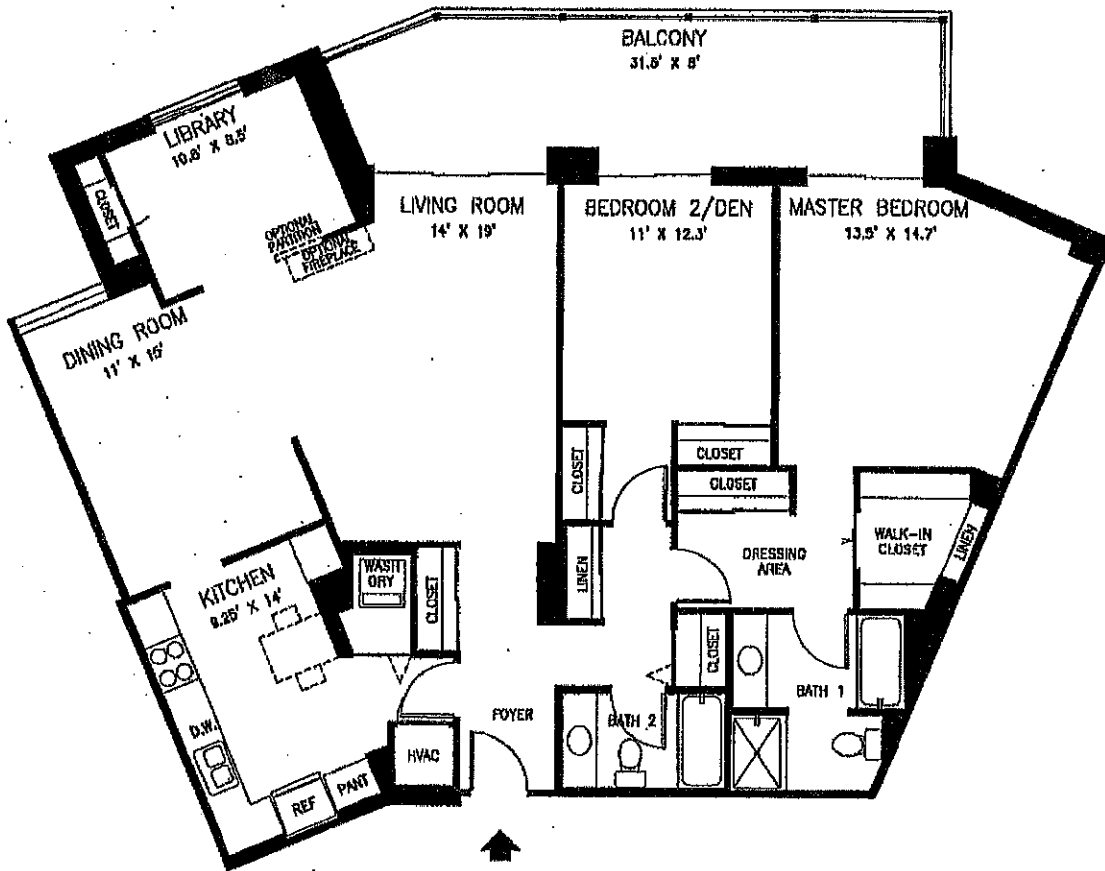 BALCONY
31.5' X 8'
LIBRARY
10.8' X 8.5'
CLOSET
LIVING ROOM
14' X 19'
BEDROOM 2/DEN
11' X 12.3'
MASTER BEDROOM
13.5' X 14.7'
OPTIONAL
PARTITION
OPTIONAL
FIREPLACE
DINING ROOM
11' X 15'
CLOSET
CLOSET
CLOSET
WALK-IN
CLOSET
LINEN
DRESSING
AREA
LINEN
KITCHEN
9.25' X 14'
WASH
DRY
CLOSET
CLOSET
BATH 1
FOYER
BATH 2
D.W.
HVAC
REF
PANT